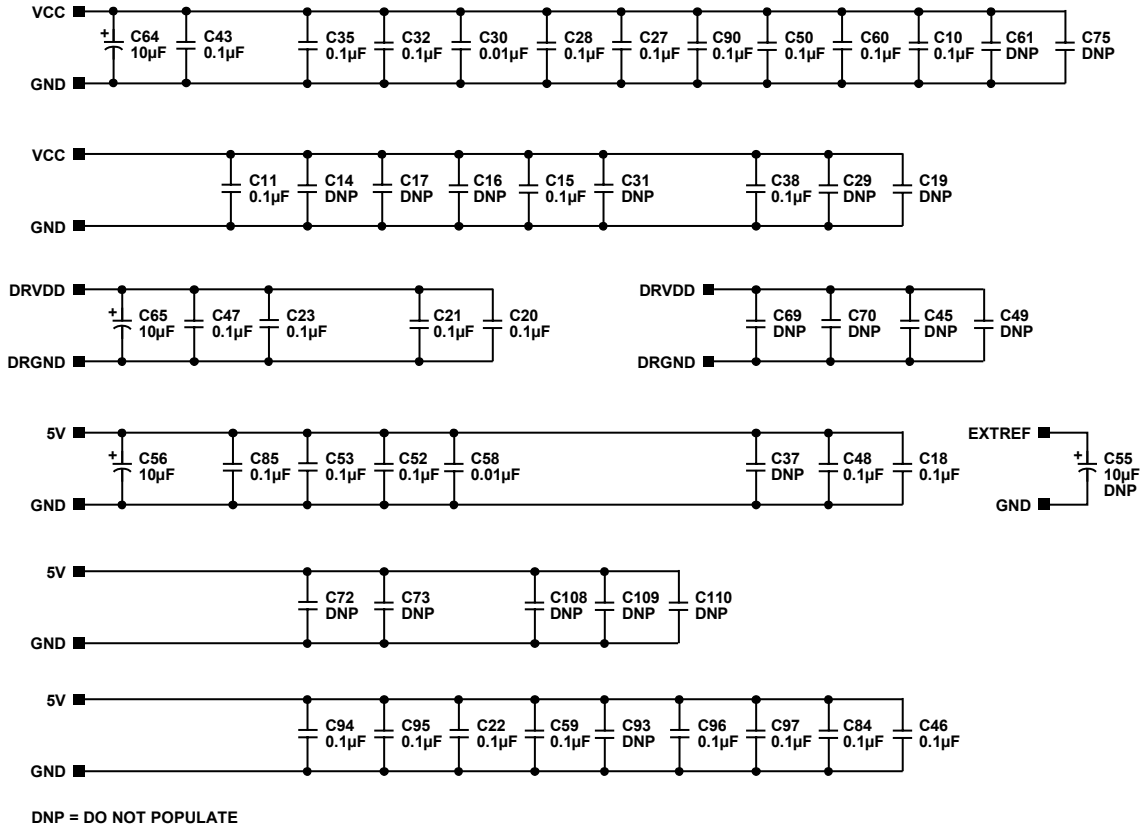 VCC
C64
10µF
C43
0.1µF
C35
0.1µF
C32
0.1µF
C30
0.01µF
C28
0.1µF
C27
0.1µF
C90
0.1µF
C50
0.1µF
C60
0.1µF
C10
0.1µF
C61
DNP
C75
DNP
GND
VCC
C11
0.1µF
C14
DNP
C17
DNP
C16
DNP
C15
0.1µF
C31
DNP
C38
0.1µF
C29
DNP
C19
DNP
GND
DRVDD
+
C65
10µF
C47
0.1µF
C23
0.1µF
C21
0.1µF
C20
0.1µF
DRGND
DRVDD
C69
DNP
C70
DNP
C45
DNP
C49
DNP
DRGND
5V
+
C56
10µF
C85
0.1µF
C53
0.1µF
C52
0.1µF
C58
0.01µF
C37
DNP
C48
0.1µF
C18
0.1µF
GND
EXTREF
+
C55
10µF
DNP
GND
5V
C72
DNP
C73
DNP
C108
DNP
C109
DNP
C110
DNP
GND
5V
C94
0.1µF
C95
0.1µF
C22
0.1µF
C59
0.1µF
C93
DNP
C96
0.1µF
C97
0.1µF
C84
0.1µF
C46
0.1µF
GND
DNP = DO NOT POPULATE